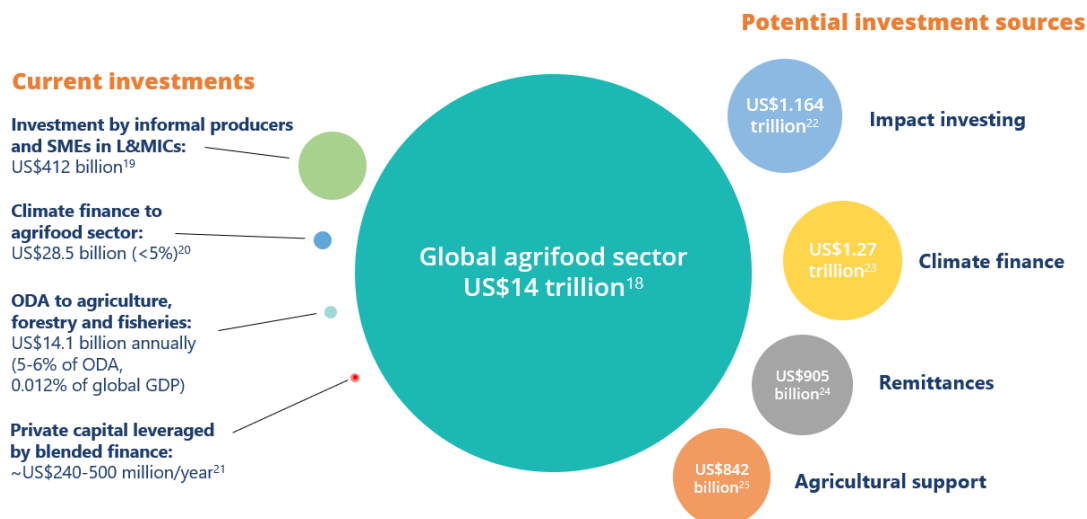 Potential investment sources
Current investments
Investment by informal producers
and SMEs in L&MICs:
US$412 billion19
Climate finance to
agrifood sector:
US$28.5 billion (<5%)20
ODA to agriculture,
forestry and fisheries:
US$14.1 billion annually
(5-6% of ODA,
0.012% of global GDP)
Private capital leveraged
by blended finance:
~US$240-500 million/year21
Global agrifood sector
US$14 trillion18
US$1.164
trillion22
Impact investing
US$1.27
trillion23
Climate finance
US$905
billion24
Remittances
US$842
billion25
Agricultural support